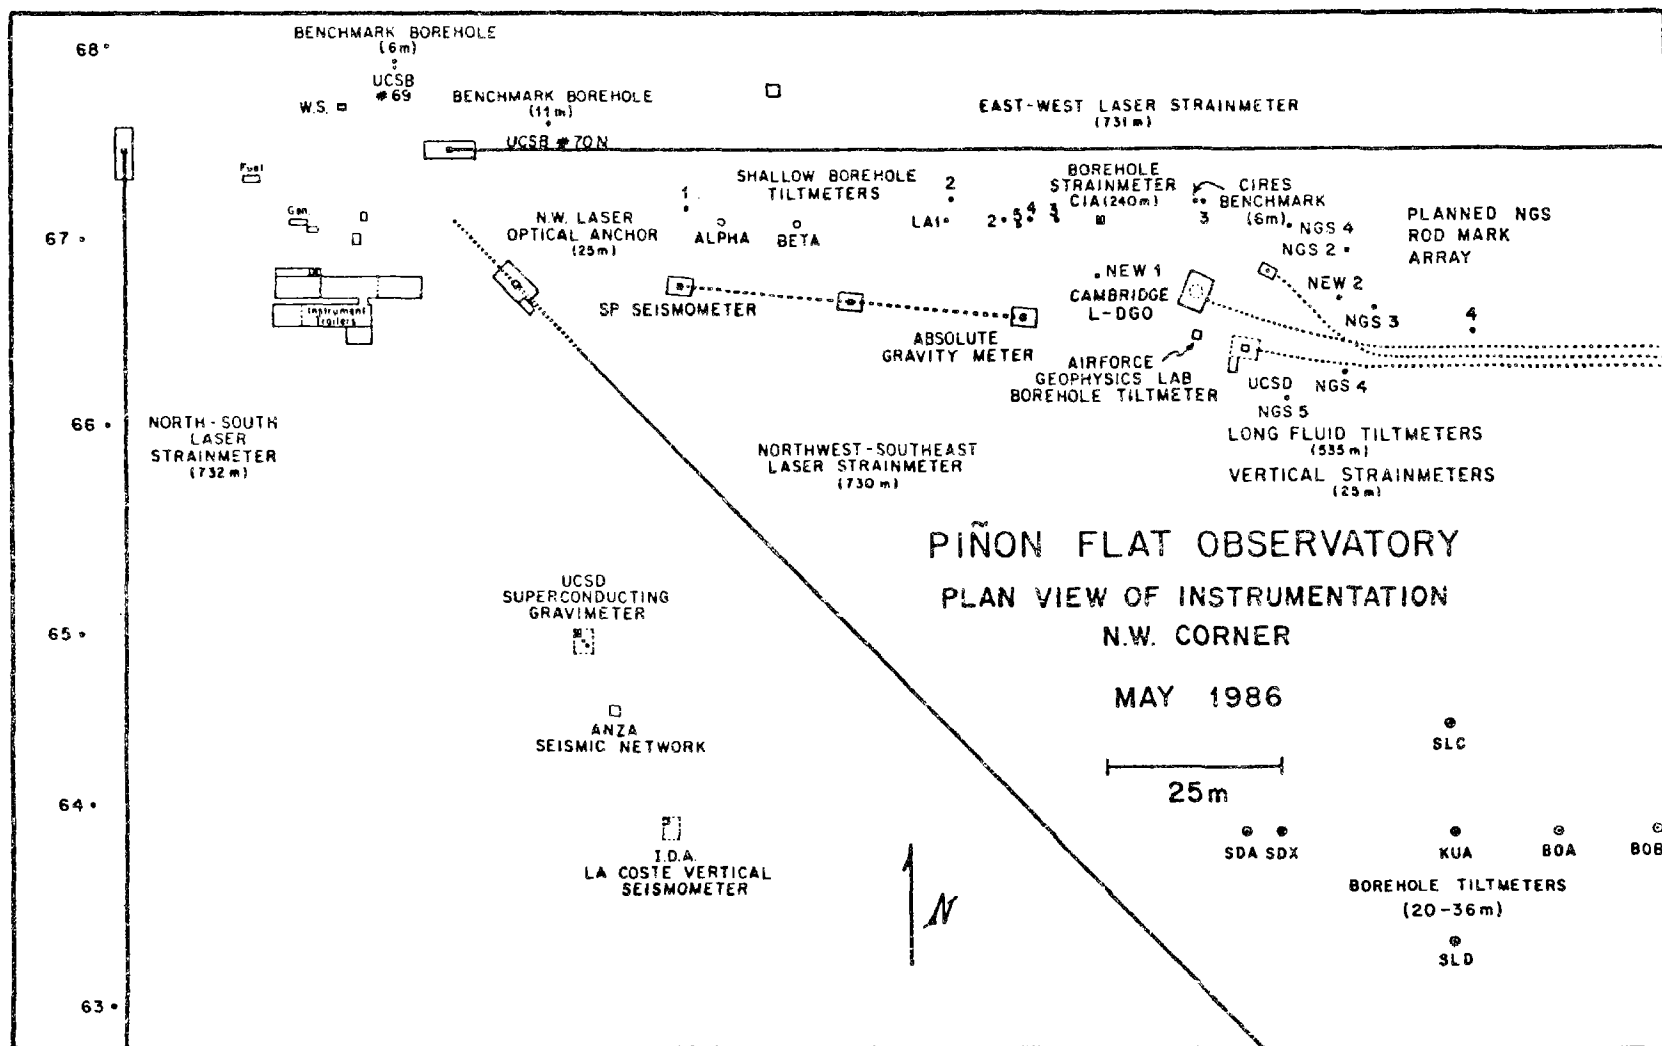 68°
BENCHMARK BOREHOLE
(6m)
UCSB
#69
W.S.
BENCHMARK BOREHOLE
(11m)
UCSB #70N
EAST-WEST LASER STRAINMETER
(731m)
Fuel
Gen.
67
N.W. LASER
OPTICAL ANCHOR
(25m)
1
SHALLOW BOREHOLE
TILTMETERS
2
ALPHA
BETA
LA1
2
5
4
3
BOREHOLE
STRAINMETER
CIA (240m)
CIRES
BENCHMARK
(6m)
3
NGS 4
NGS 2
PLANNED NGS
ROD MARK
ARRAY
Instrument
Trailers
SP SEISMOMETER
ABSOLUTE
GRAVITY METER
NEW 1
CAMBRIDGE
L-DGO
NEW 2
NGS 3
4
AIRFORCE
GEOPHYSICS LAB
BOREHOLE TILTMETER
UCSD
NGS 4
NGS 5
LONG FLUID TILTMETERS
(535m)
VERTICAL STRAINMETERS
(25m)
66
NORTH-SOUTH
LASER
STRAINMETER
(732m)
NORTHWEST-SOUTHEAST
LASER STRAINMETER
(730m)
PIÑON FLAT OBSERVATORY
PLAN VIEW OF INSTRUMENTATION
N.W. CORNER
MAY 1986
25m
65
UCSD
SUPERCONDUCTING
GRAVIMETER
ANZA
SEISMIC NETWORK
64
I.D.A.
LA COSTE VERTICAL
SEISMOMETER
N
SLC
SDA SDX KUA BOA BOB
BOREHOLE TILTMETERS
(20-36m)
SLD
63